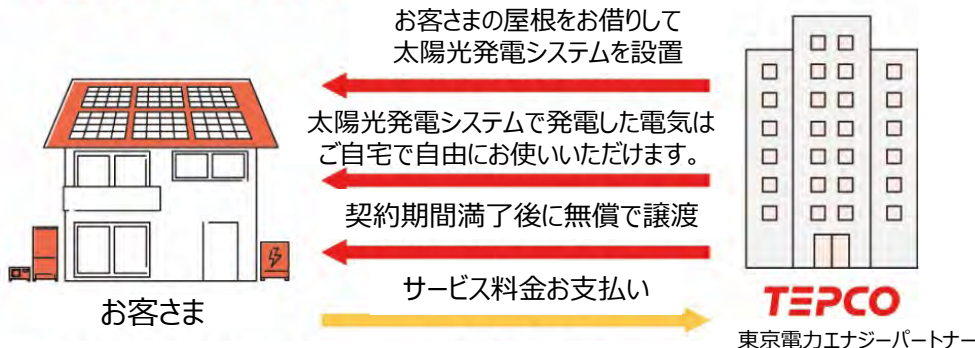 お客さまの屋根をお借りして
太陽光発電システムを設置
太陽光発電システムで発電した電気は
ご自宅で自由にお使いいただけます。
契約期間満了後に無償で譲渡
サービス料金お支払い
お客さま
TEPCO
東京電力エナジーパートナー